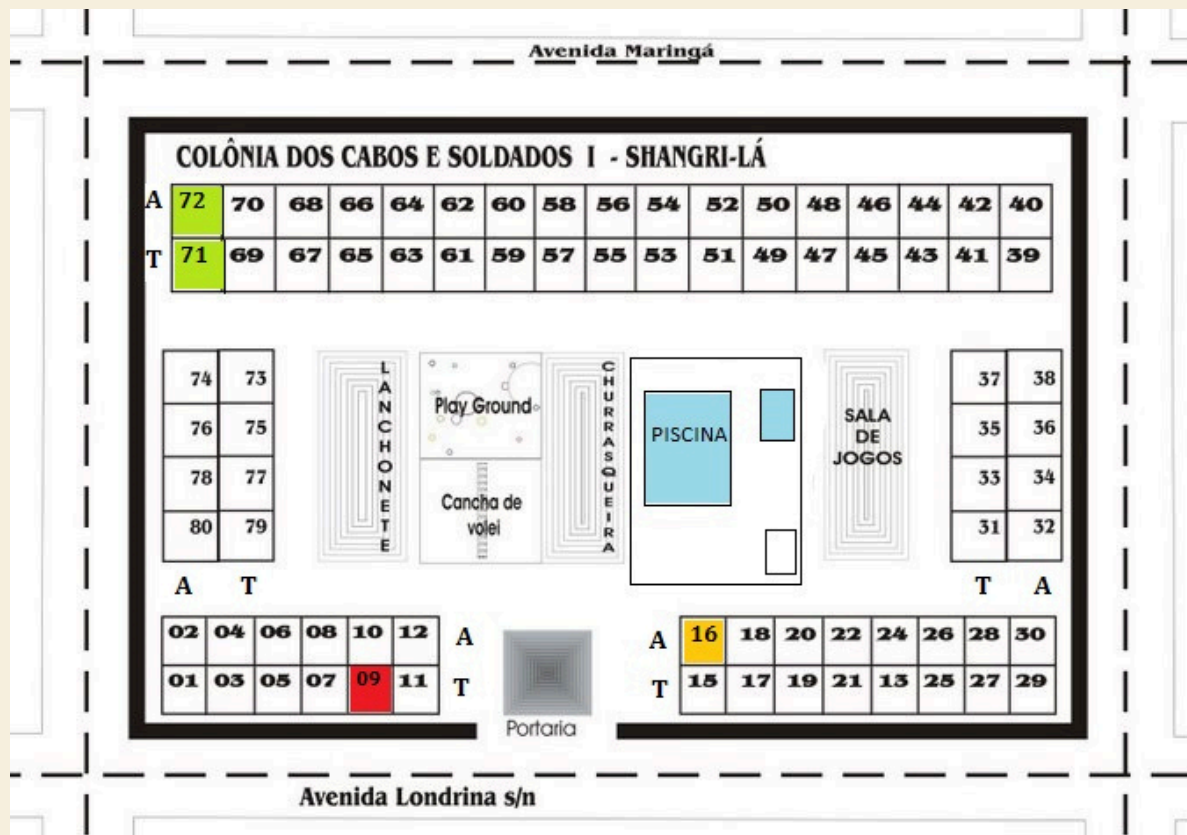 Avenida Maringá
COLÔNIA DOS CABOS E SOLDADOS I - SHANGRI-LÁ
A 72 70 68 66 64 62 60 58 56 54 52 50 48 46 44 42 40
T 71 69 67 65 63 61 59 57 55 53 51 49 47 45 43 41 39
74 73
76 75
78 77
80 79
A T
LANCHONETE
Play Ground
Cancha de
volei
CHURRASQUEIRA
PISCINA
SALA
DE
JOGOS
37 38
35 36
33 34
31 32
T A
02 04 06 08 10 12 A
01 03 05 07 09 11 T
Portaria
A 16 18 20 22 24 26 28 30
T 15 17 19 21 13 25 27 29
Avenida Londrina s/n